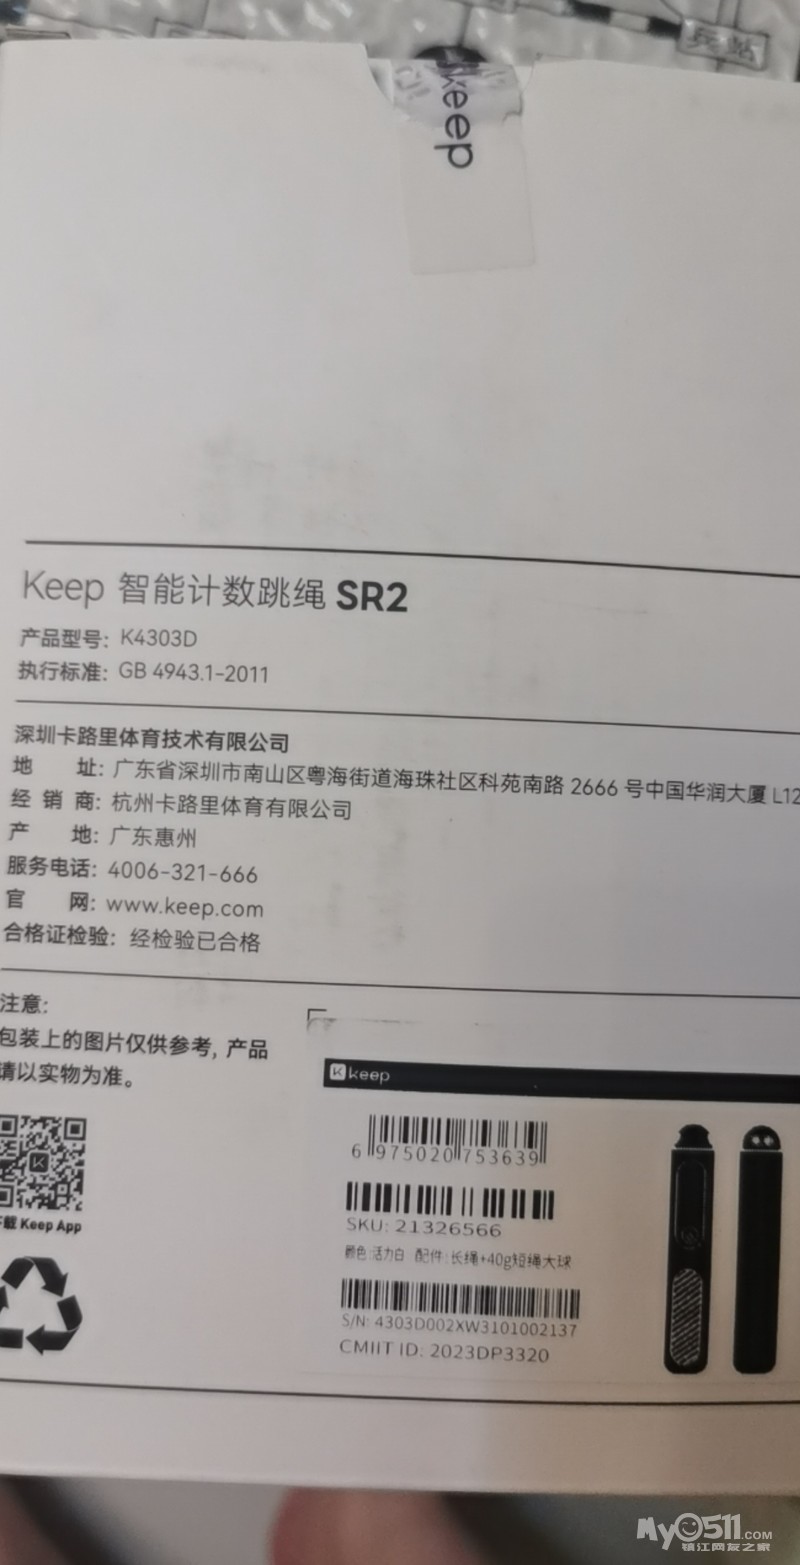 兵站
keep
Keep 智能计数跳绳 SR2
产品型号: K4303D
执行标准: GB 4943.1-2011
深圳卡路里体育技术有限公司
地 址: 广东省深圳市南山区粤海街道海珠社区科苑南路 2666 号中国华润大厦 L12
经 销 商: 杭州卡路里体育有限公司
产 地: 广东惠州
服务电话: 4006-321-666
官 网: www.keep.com
合格证检验: 经检验已合格
注意:
包装上的图片仅供参考, 产品
请以实物为准。
下载 Keep App
keep
6 975020 753639
SKU: 21326566
颜色:活力白 配件:长绳+40g短绳大球
S/N: 4303D002XW3101002137
CMIIT ID: 2023DP3320
My0511.com
镇江网友之家